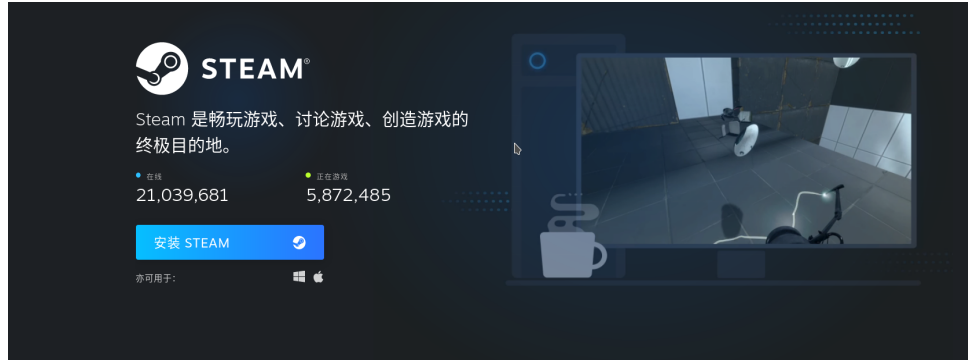 STEAM®
Steam 是畅玩游戏、讨论游戏、创造游戏的
终极目的地。
在线
正在游戏
21,039,681
5,872,485
安装 STEAM
亦可用于：